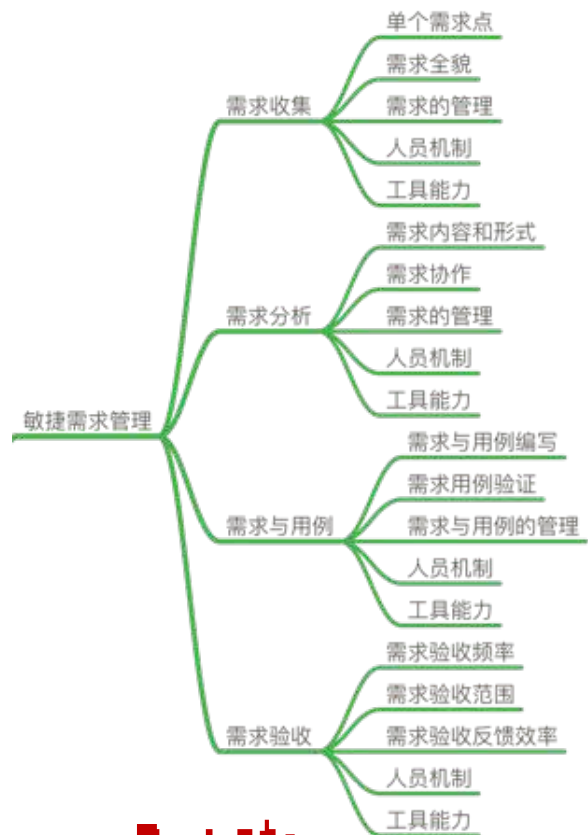 单个需求点
需求全貌
需求收集
需求的管理
人员机制
工具能力
需求内容和形式
需求协作
需求分析
需求的管理
人员机制
工具能力
敏捷需求管理
需求与用例编写
需求用例验证
需求与用例
需求与用例的管理
人员机制
工具能力
需求验收频率
需求验收范围
需求验收
需求验收反馈效率
人员机制
工具能力